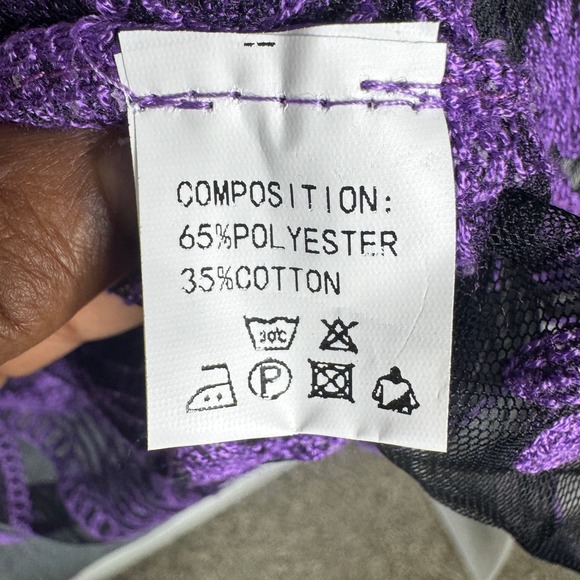 COMPOSITION:
65%POLYESTER
35%COTTON
30℃
P